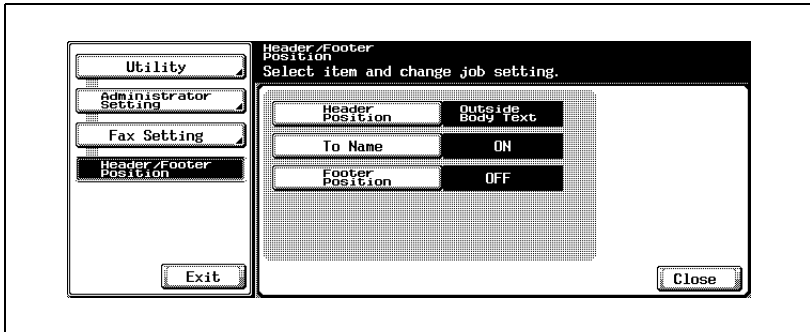 Utility
Administrator
Setting
Fax Setting
Header/Footer
Position
Exit
Header/Footer
Position
Select item and change job setting.
Header
Position
Outside
Body Text
To Name
ON
Footer
Position
OFF
Close